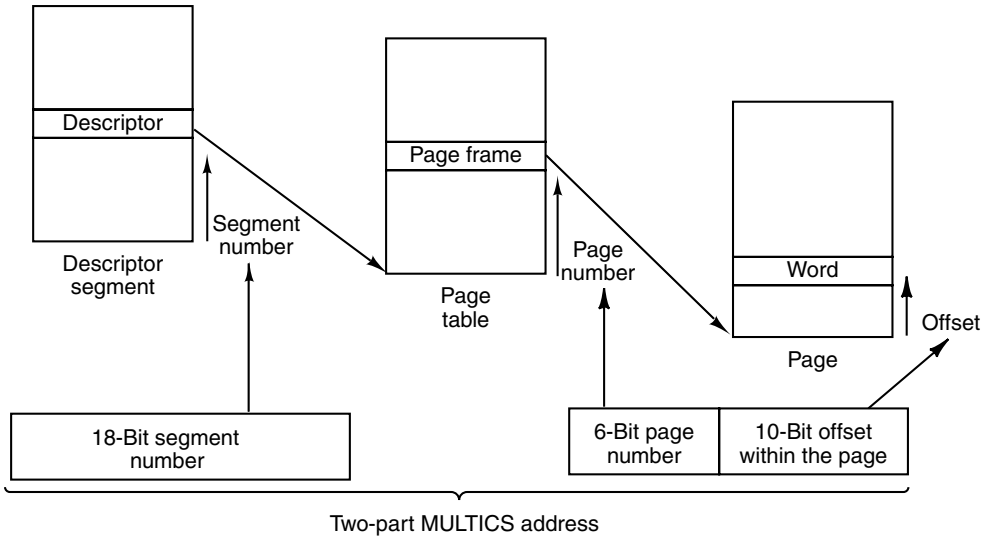 Descriptor
Segment
number
Descriptor
segment
Page frame
Page
number
Page
table
Word
Offset
Page
18-Bit segment
number
6-Bit page
number
10-Bit offset
within the page
Two-part MULTICS address